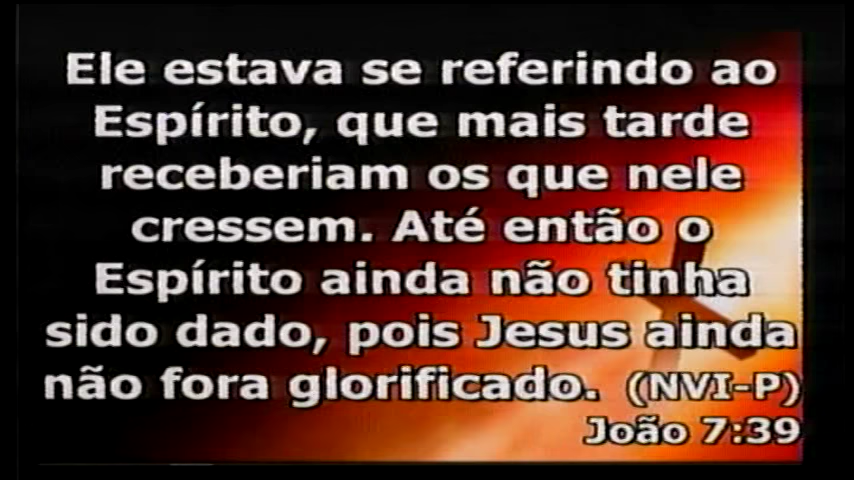 Ele estava se referindo ao
Espírito, que mais tarde
receberiam os que nele
cressem. Até então o
Espírito ainda não tinha
sido dado, pois Jesus ainda
não fora glorificado. (NVI-P)
João 7:39